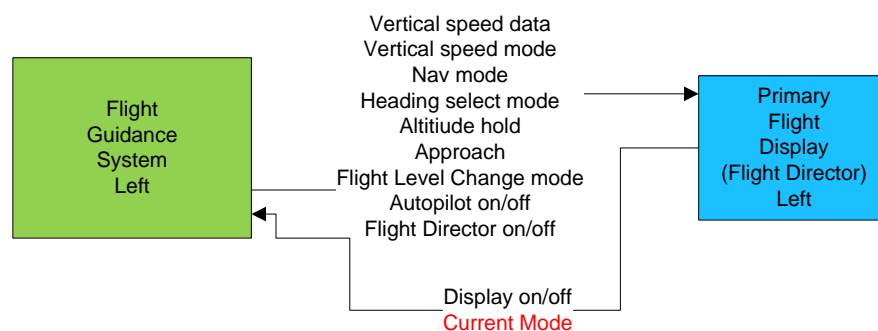 Flight
Guidance
System
Left
Vertical speed data
Vertical speed mode
Nav mode
Heading select mode
Altitiude hold
Approach
Flight Level Change mode
Autopilot on/off
Flight Director on/off
Primary
Flight
Display
(Flight Director)
Left
Display on/off
Current Mode